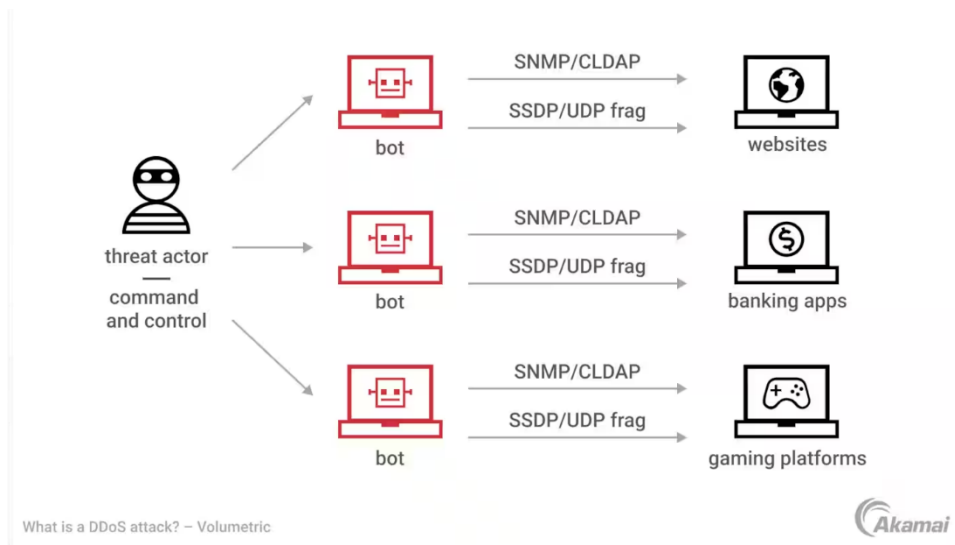 SNMP/CLDAP
SSDP/UDP frag
bot
websites
threat actor
command
and control
SNMP/CLDAP
SSDP/UDP frag
bot
banking apps
SNMP/CLDAP
SSDP/UDP frag
bot
gaming platforms
What is a DDoS attack? – Volumetric
Akamai